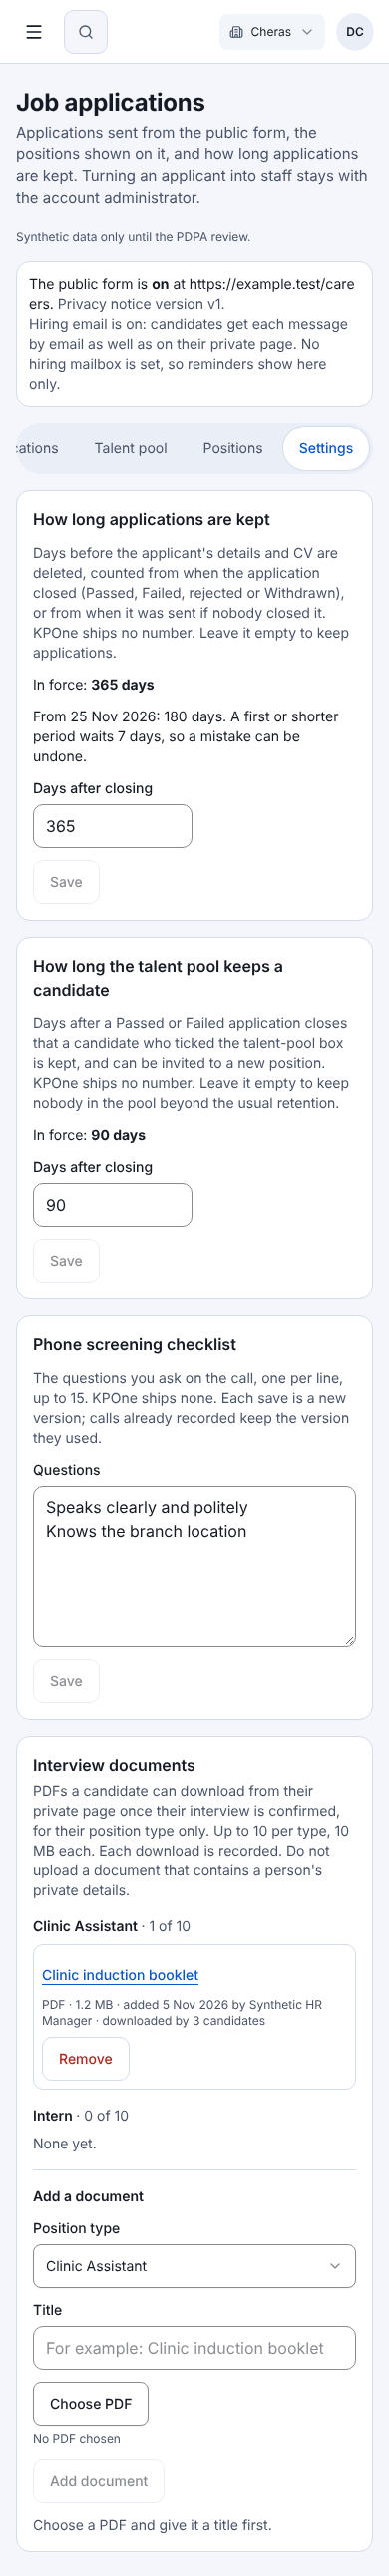 Cheras
DC
Job applications
Applications sent from the public form, the
positions shown on it, and how long applications
are kept. Turning an applicant into staff stays with
the account administrator.
Synthetic data only until the PDPA review.
The public form is on at https://example.test/care
ers. Privacy notice version v1.
Hiring email is on: candidates get each message
by email as well as on their private page. No
hiring mailbox is set, so reminders show here
only.
cations
Talent pool
Positions
Settings
How long applications are kept
Days before the applicant's details and CV are
deleted, counted from when the application
closed (Passed, Failed, rejected or Withdrawn),
or from when it was sent if nobody closed it.
KPOne ships no number. Leave it empty to keep
applications.
In force: 365 days
From 25 Nov 2026: 180 days. A first or shorter
period waits 7 days, so a mistake can be
undone.
Days after closing
365
Save
How long the talent pool keeps a
candidate
Days after a Passed or Failed application closes
that a candidate who ticked the talent-pool box
is kept, and can be invited to a new position.
KPOne ships no number. Leave it empty to keep
nobody in the pool beyond the usual retention.
In force: 90 days
Days after closing
90
Save
Phone screening checklist
The questions you ask on the call, one per line,
up to 15. KPOne ships none. Each save is a new
version; calls already recorded keep the version
they used.
Questions
Speaks clearly and politely
Knows the branch location
Save
Interview documents
PDFs a candidate can download from their
private page once their interview is confirmed,
for their position type only. Up to 10 per type, 10
MB each. Each download is recorded. Do not
upload a document that contains a person's
private details.
Clinic Assistant · 1 of 10
Clinic induction booklet
PDF · 1.2 MB · added 5 Nov 2026 by Synthetic HR
Manager · downloaded by 3 candidates
Remove
Intern · 0 of 10
None yet.
Add a document
Position type
Clinic Assistant
Title
For example: Clinic induction booklet
Choose PDF
No PDF chosen
Add document
Choose a PDF and give it a title first.